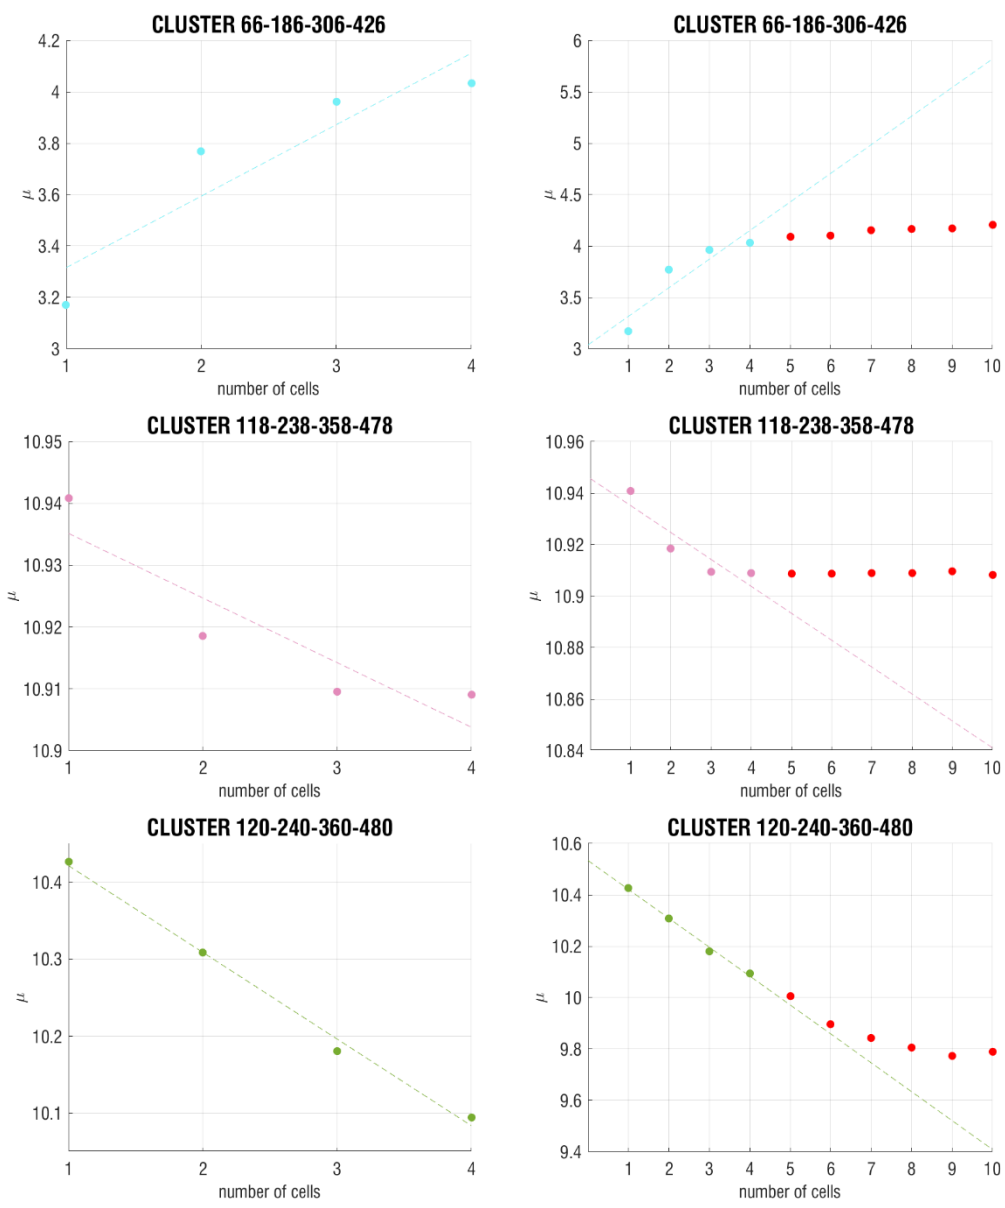 CLUSTER 66-186-306-426
4.2
4
3.8
3.6
3.4
3.2
3
μ
1 2 3 4
number of cells
CLUSTER 66-186-306-426
6
5.5
5
4.5
4
3.5
3
μ
1 2 3 4 5 6 7 8 9 10
number of cells
CLUSTER 118-238-358-478
10.95
10.94
10.93
10.92
10.91
10.9
μ
1 2 3 4
number of cells
CLUSTER 118-238-358-478
10.96
10.94
10.92
10.9
10.88
10.86
10.84
μ
1 2 3 4 5 6 7 8 9 10
number of cells
CLUSTER 120-240-360-480
10.4
10.3
10.2
10.1
μ
1 2 3 4
number of cells
CLUSTER 120-240-360-480
10.6
10.4
10.2
10
9.8
9.6
9.4
μ
1 2 3 4 5 6 7 8 9 10
number of cells